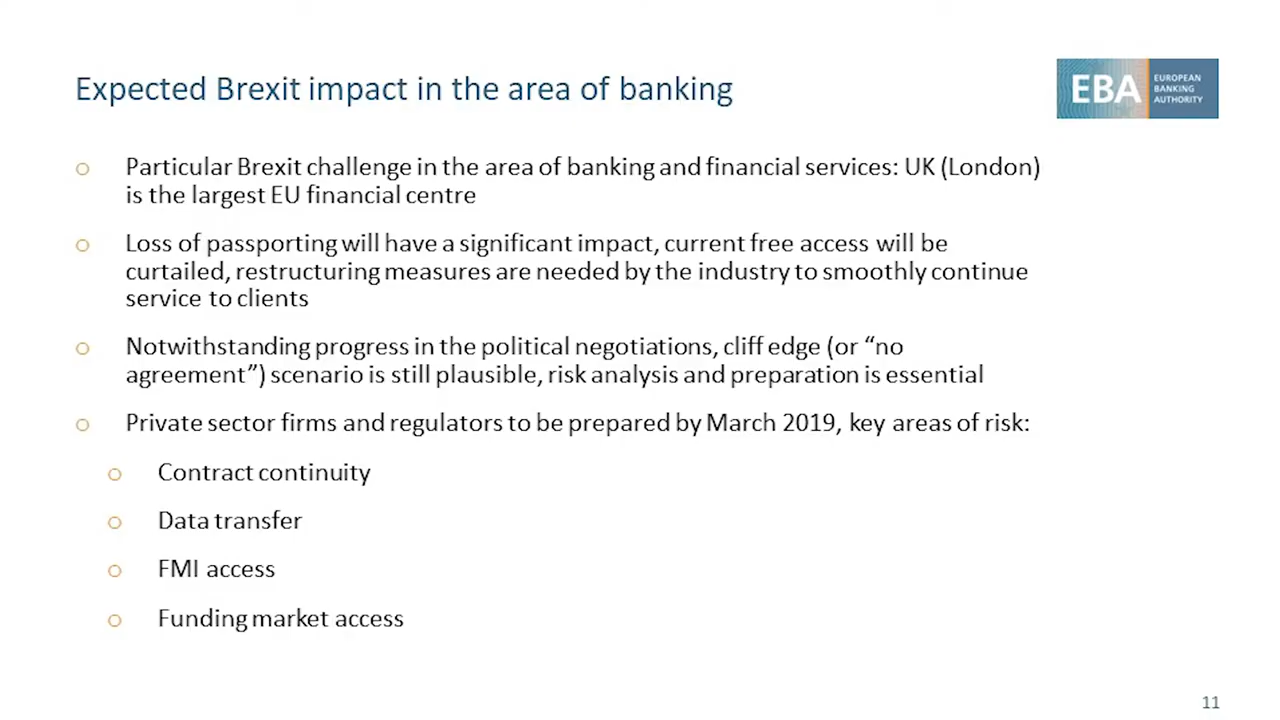 Expected Brexit impact in the area of banking
EBA
EUROPEAN
BANKING
AUTHORITY
o Particular Brexit challenge in the area of banking and financial services: UK (London)
is the largest EU financial centre
o Loss of passporting will have a significant impact, current free access will be
curtailed, restructuring measures are needed by the industry to smoothly continue
service to clients
o Notwithstanding progress in the political negotiations, cliff edge (or “no
agreement”) scenario is still plausible, risk analysis and preparation is essential
o Private sector firms and regulators to be prepared by March 2019, key areas of risk:
o Contract continuity
o Data transfer
o FMI access
o Funding market access
11